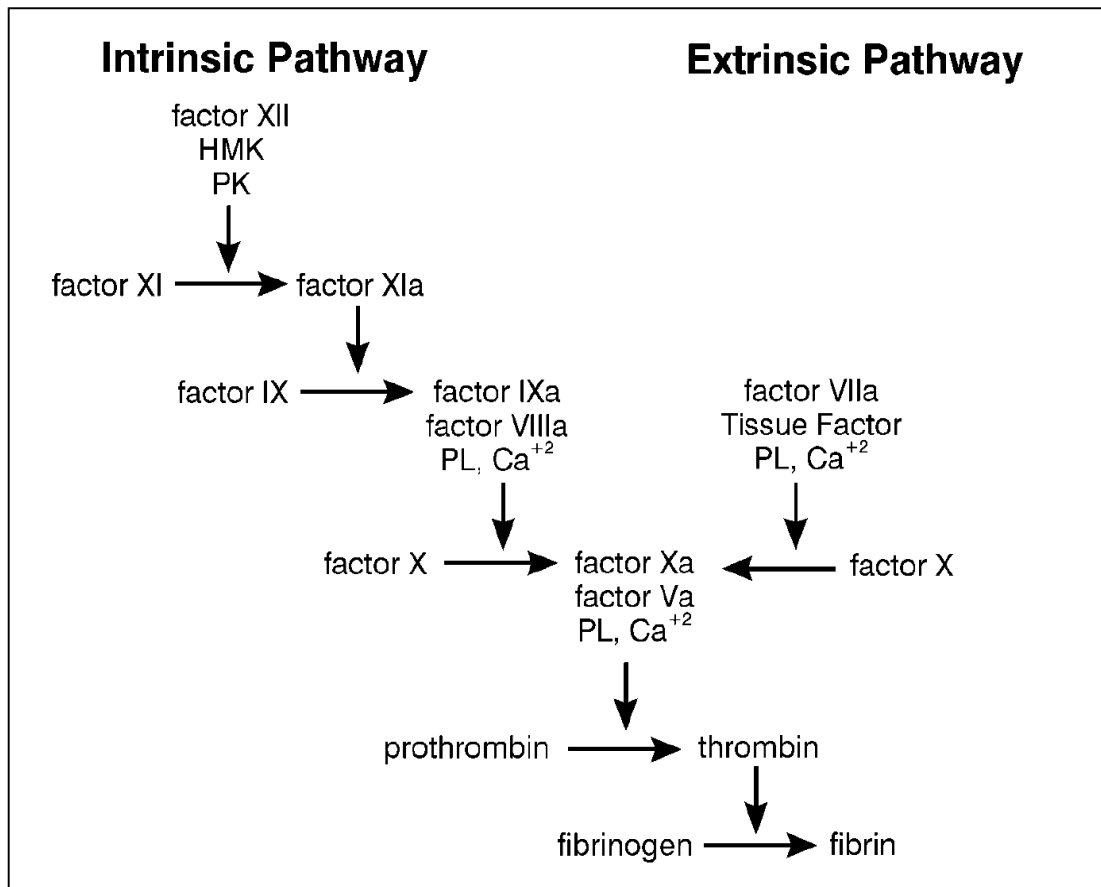 Intrinsic Pathway
Extrinsic Pathway
factor XII
HMK
PK
factor XI
factor XIa
factor IX
factor IXa
factor VIIIa
PL, Ca+2
factor VIIa
Tissue Factor
PL, Ca+2
factor X
factor Xa
factor Va
PL, Ca+2
factor X
prothrombin
thrombin
fibrinogen
fibrin